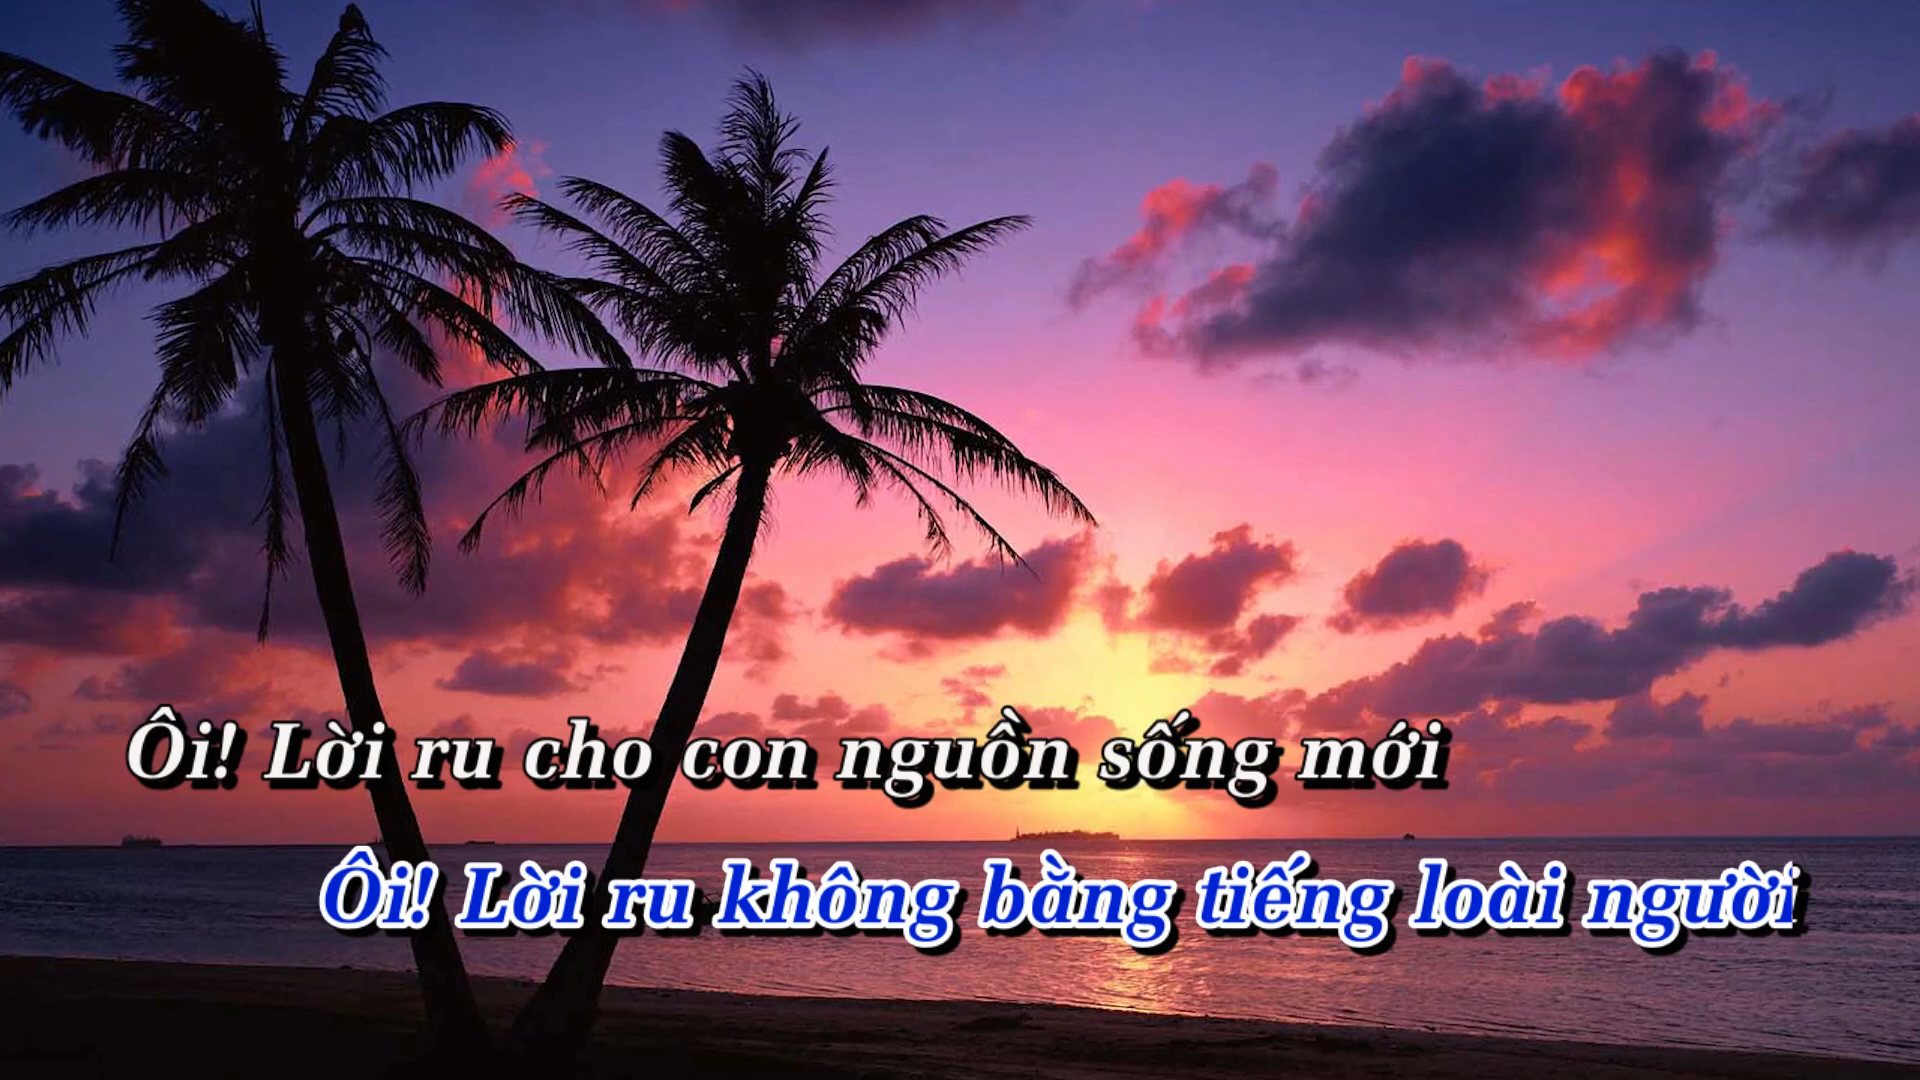 Ôi! Lời ru cho con nguồn sống mới
Ôi! Lời ru không bằng tiếng loài người